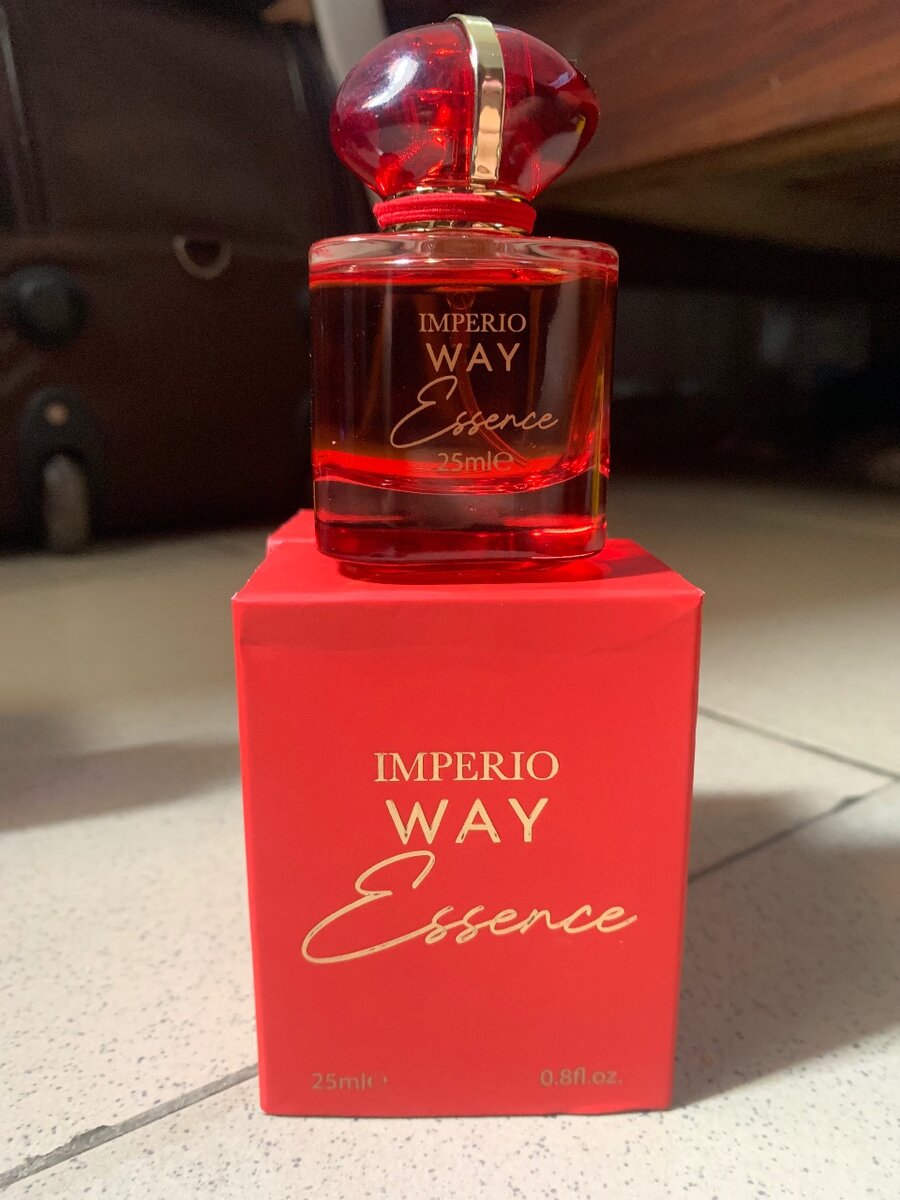 IMPERIO
WAY
Essence
25ml℮
IMPERIO
WAY
Essence
25ml℮
0.8fl.oz.